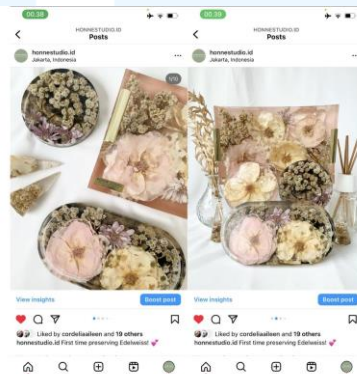 00.38
HONNESTUDIO.ID
Posts
honnestudio.id
Jakarta, Indonesia
1/10
View insights
Boost post
Liked by cordeliaaileen and 19 others
honnestudio.id First time preserving Edelweiss! 💕
00.39
HONNESTUDIO.ID
Posts
honnestudio.id
Jakarta, Indonesia
View insights
Boost post
Liked by cordeliaaileen and 19 others
honnestudio.id First time preserving Edelweiss! 💕